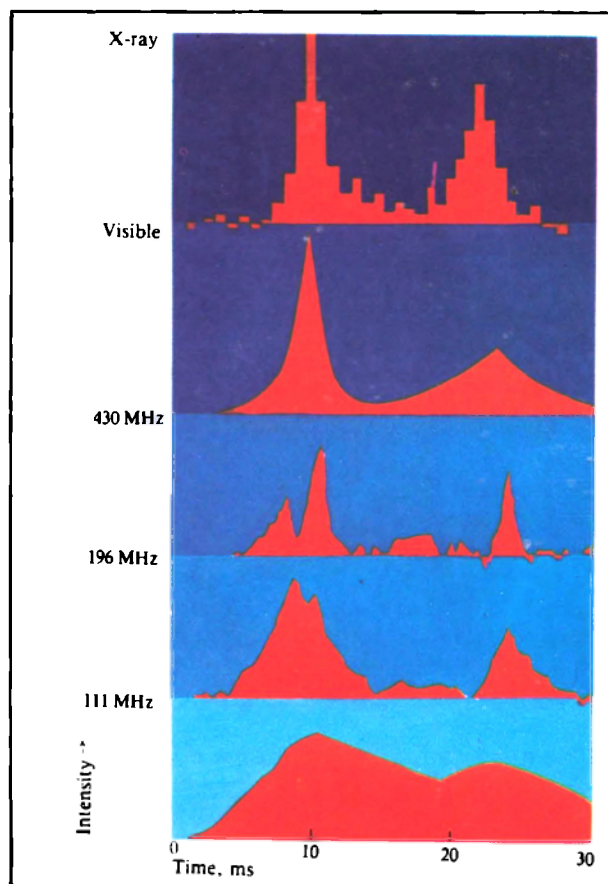 X-ray
Visible
430 MHz
196 MHz
111 MHz
Intensity →
0 10 20 30
Time, ms